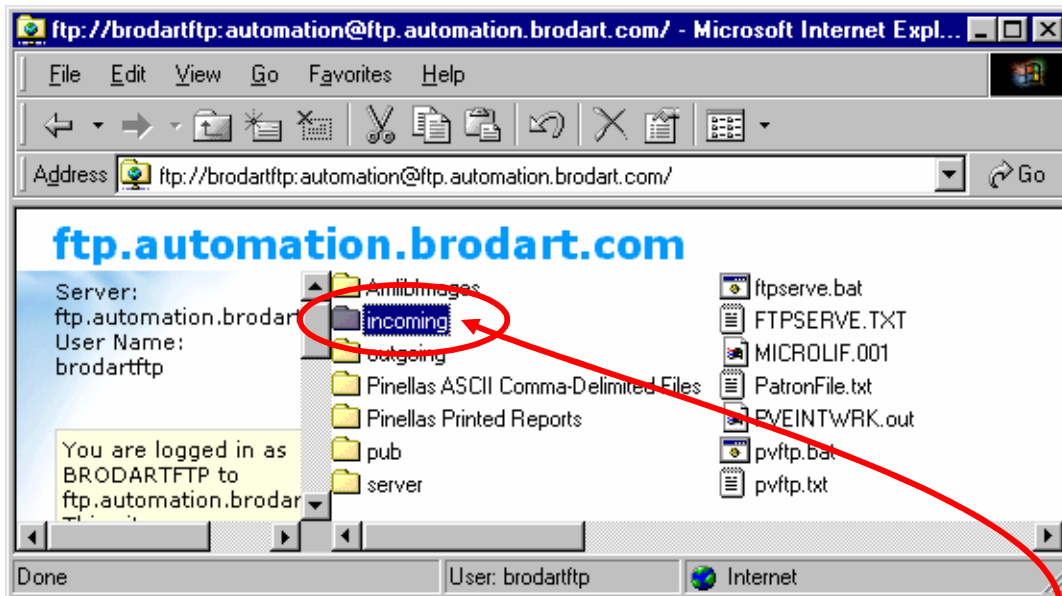 ftp://brodartftp:automation@ftp.automation.brodart.com/ - Microsoft Internet Expl...
File Edit View Go Favorites Help
Address ftp://brodartftp:automation@ftp.automation.brodart.com/ Go
ftp.automation.brodart.com
Server:
ftp.automation.brodart
User Name:
brodartftp
You are logged in as
BRODARTFTP to
ftp.automation.brodar
AmlibImages
incoming
outgoing
Pinellas ASCII Comma-Delimited Files
Pinellas Printed Reports
pub
server
ftpserve.bat
FTPSERVE.TXT
MICROLIF.001
PatronFile.txt
PVEINTWRK.out
pvftp.bat
pvftp.txt
Done User: brodartftp Internet